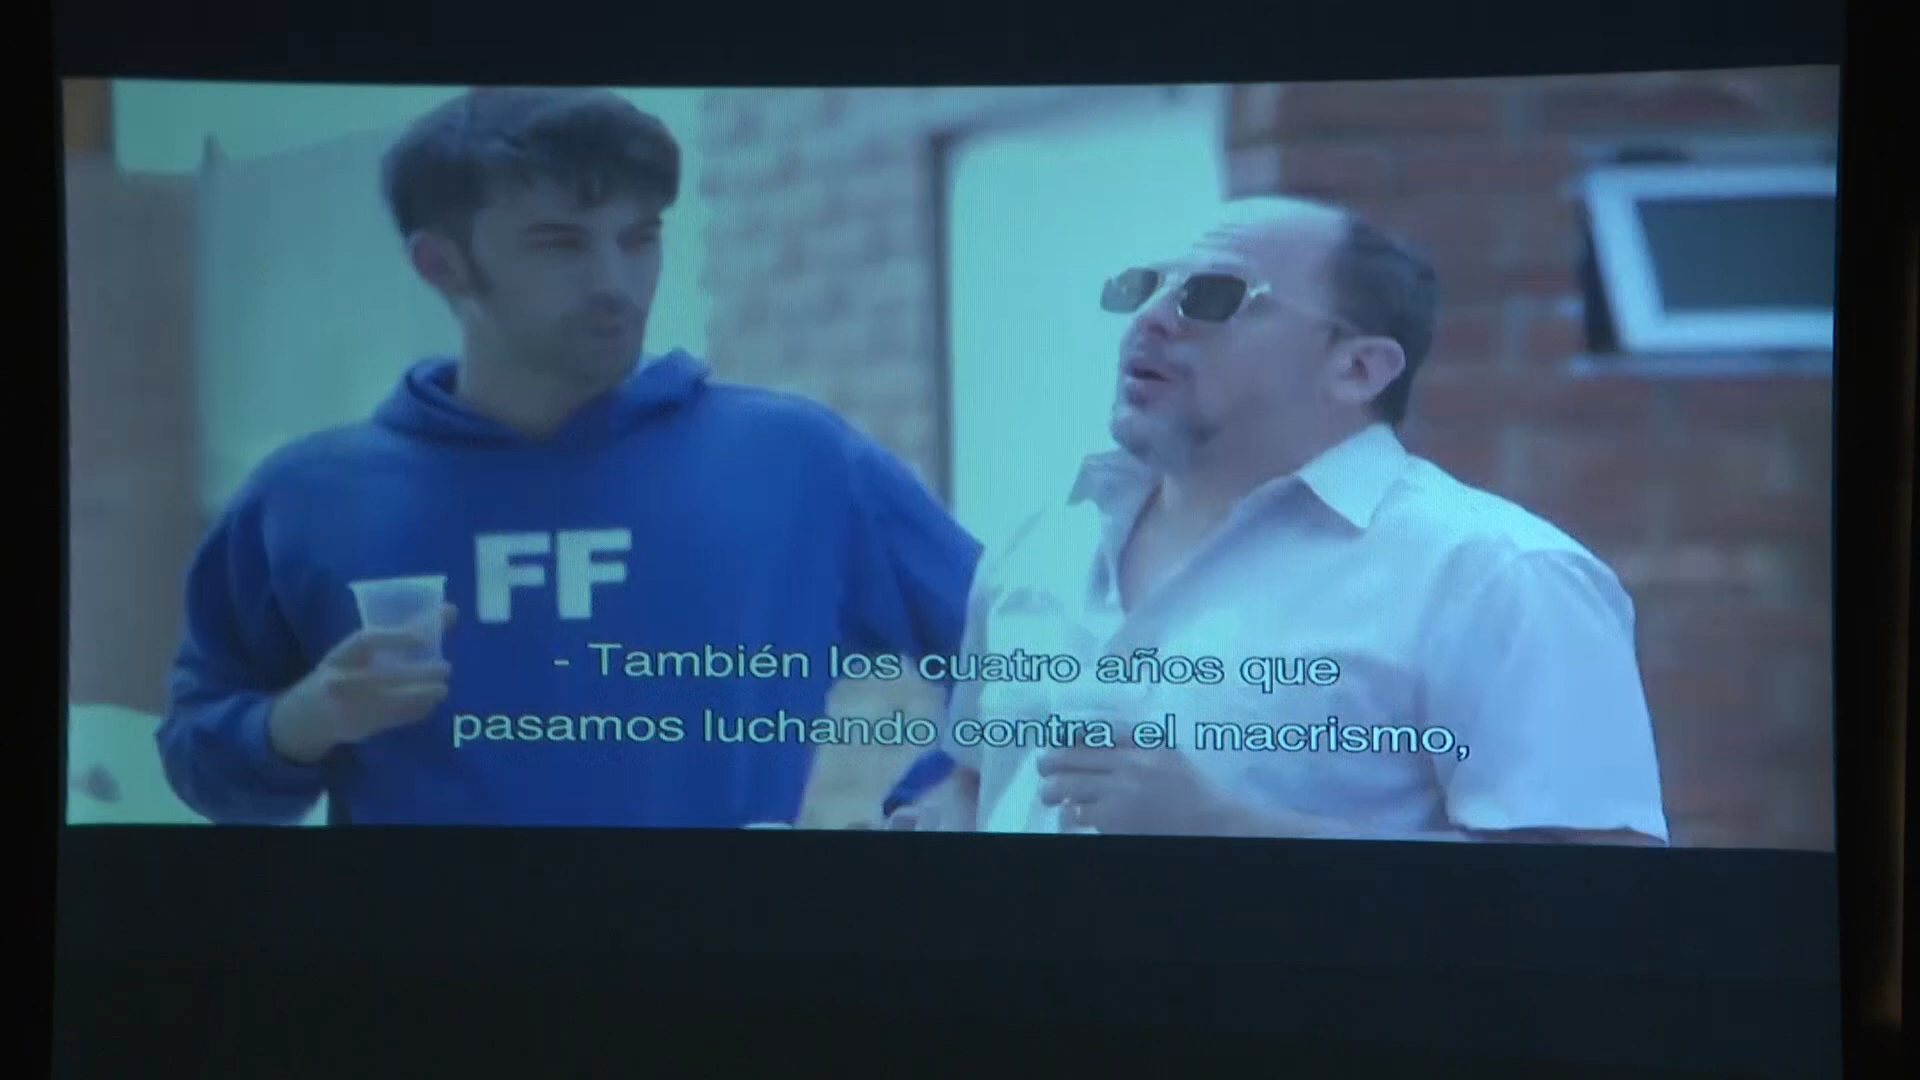 FF
- También los cuatro años que
pasamos luchando contra el macrismo,